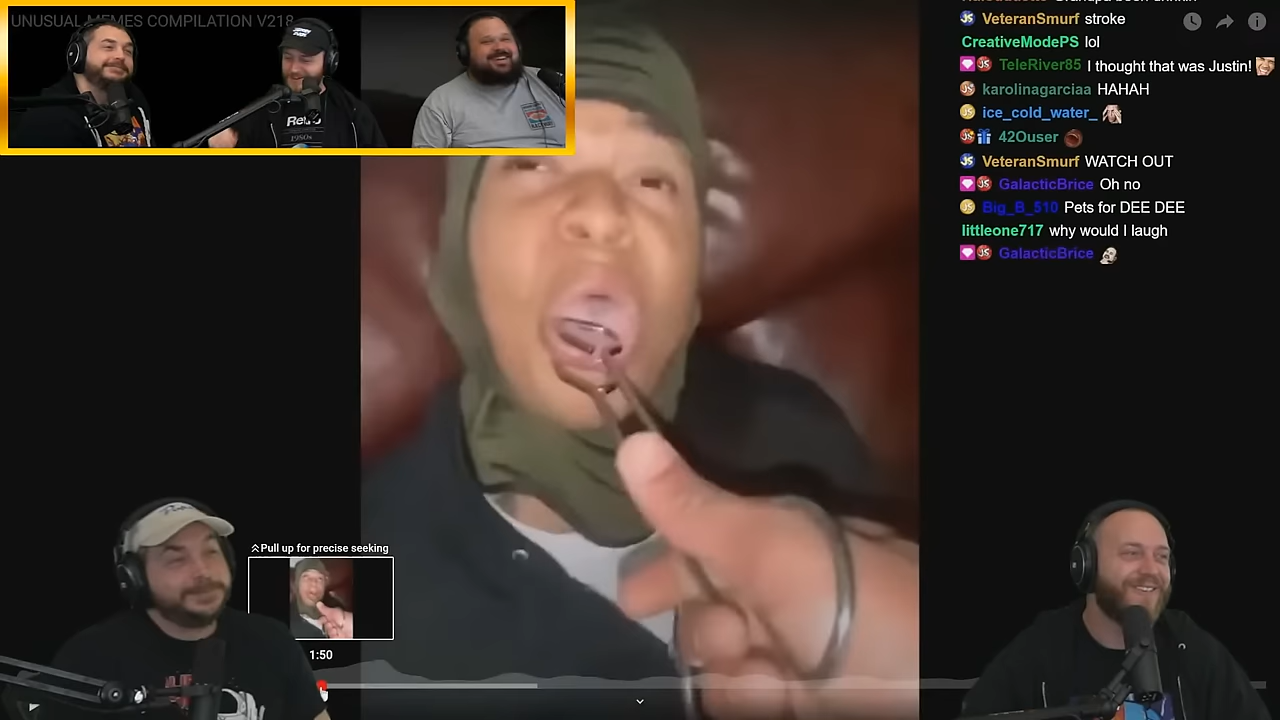 UNUSUAL MEMES COMPILATION V218
VeteranSmurf stroke
CreativeModePS lol
TeleRiver85 I thought that was Justin!
karolinagarciaa HAHAH
ice_cold_water_
42Ouser
VeteranSmurf WATCH OUT
GalacticBrice Oh no
Big_B_510 Pets for DEE DEE
littleone717 why would I laugh
GalacticBrice
Retro
1980s
Pull up for precise seeking
1:50